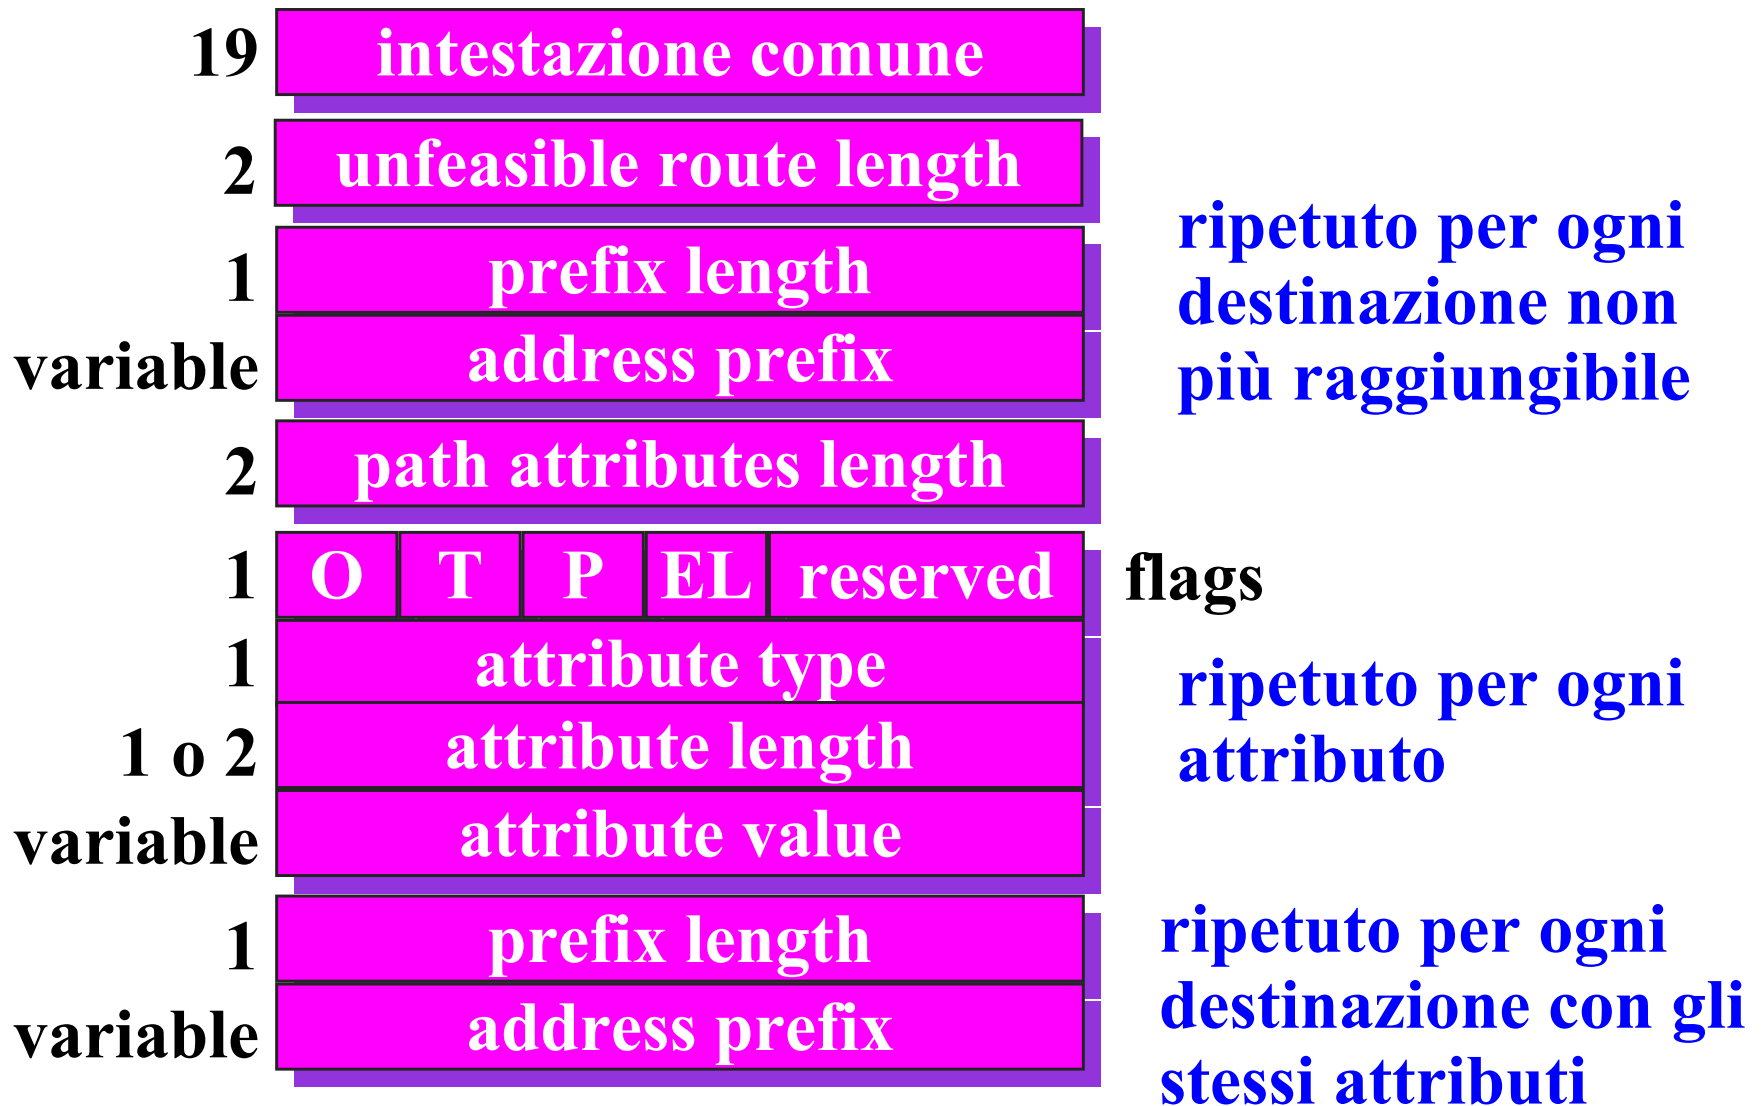 19 intestazione comune
2 unfeasible route length
1 prefix length
variable address prefix
ripetuto per ogni
destinazione non
più raggiungibile
2 path attributes length
1 O T P EL reserved flags
1 attribute type
1 o 2 attribute length
variable attribute value
ripetuto per ogni
attributo
1 prefix length
variable address prefix
ripetuto per ogni
destinazione con gli
stessi attributi